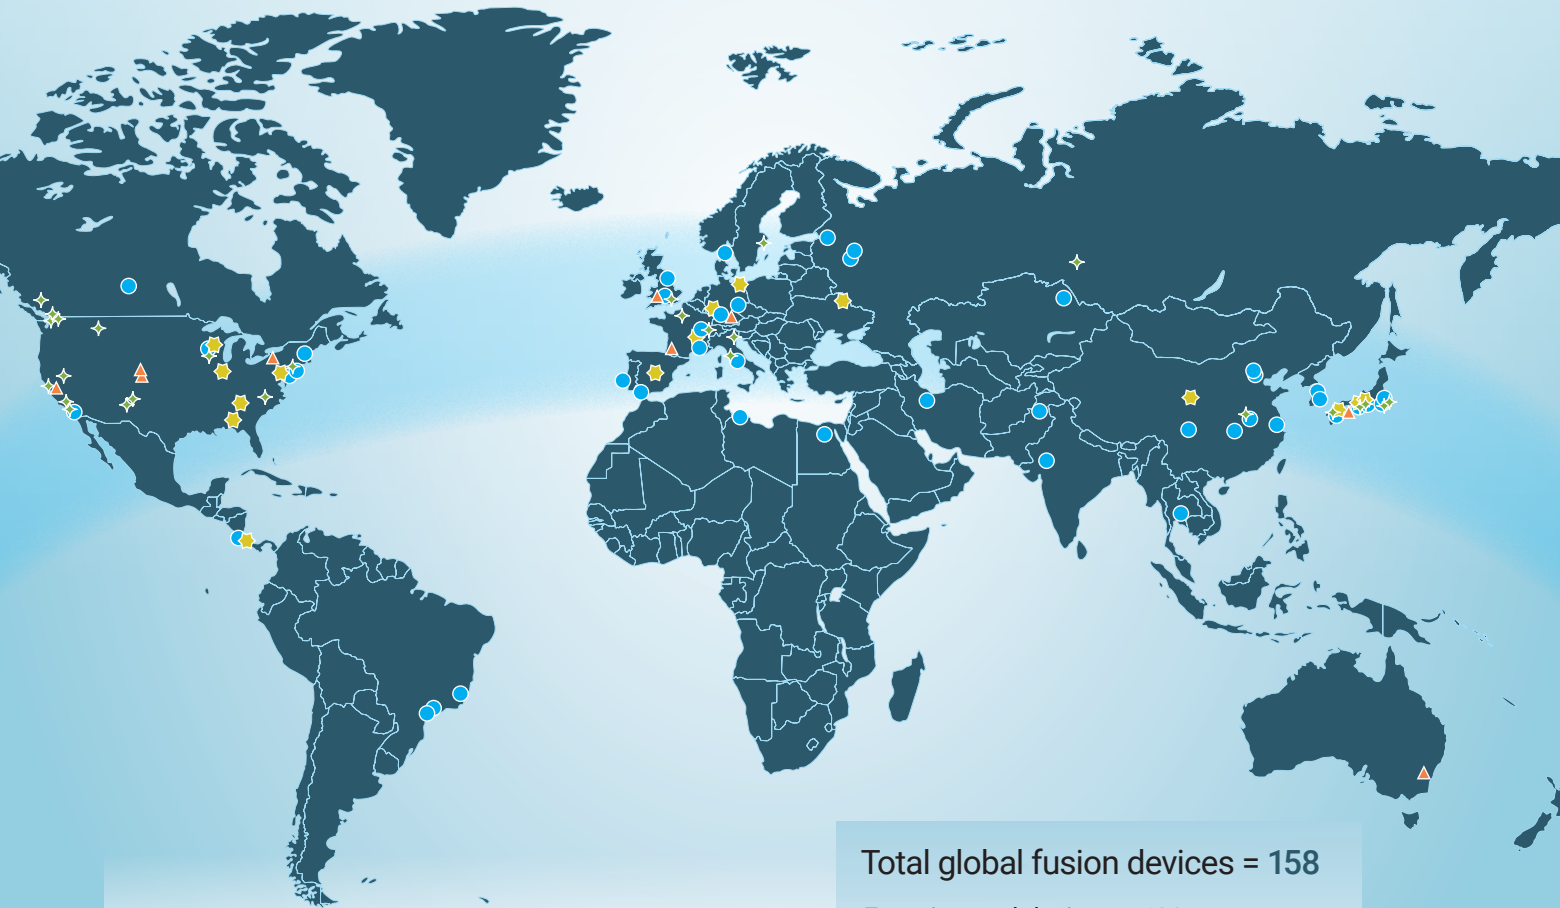 Total global fusion devices = 158